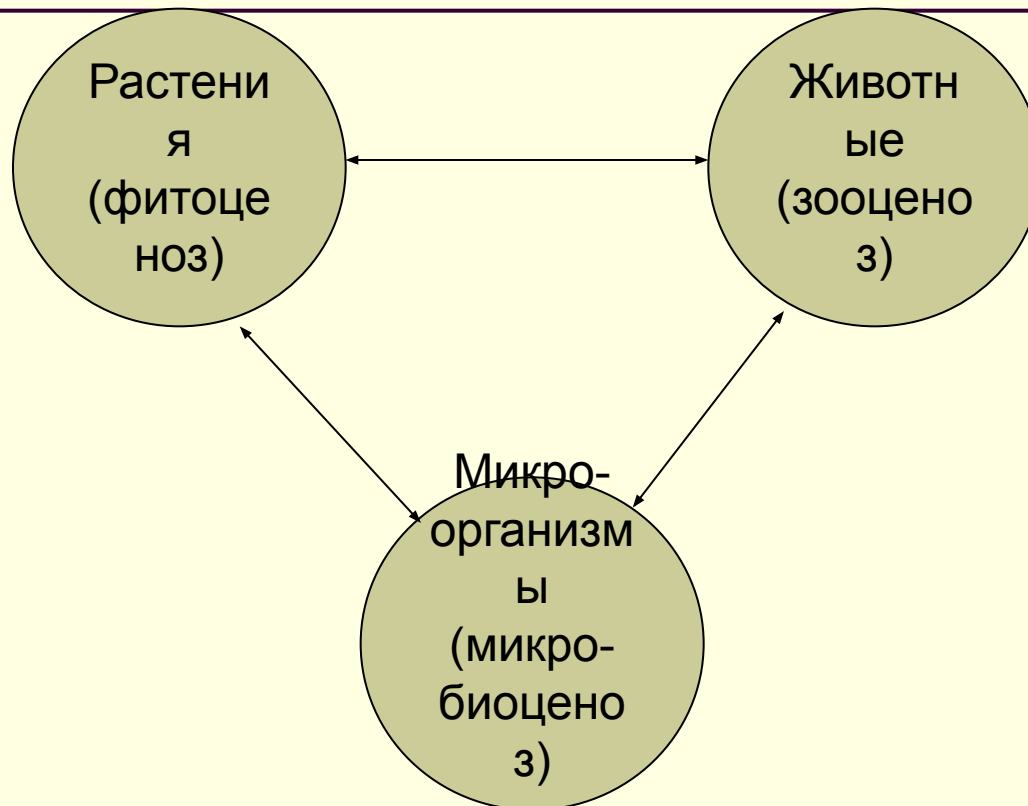 Растени
я
(фитоце
ноз)
Животн
ые
(зооцено
з)
Микро-
организм
ы
(микро-
биоцено
з)